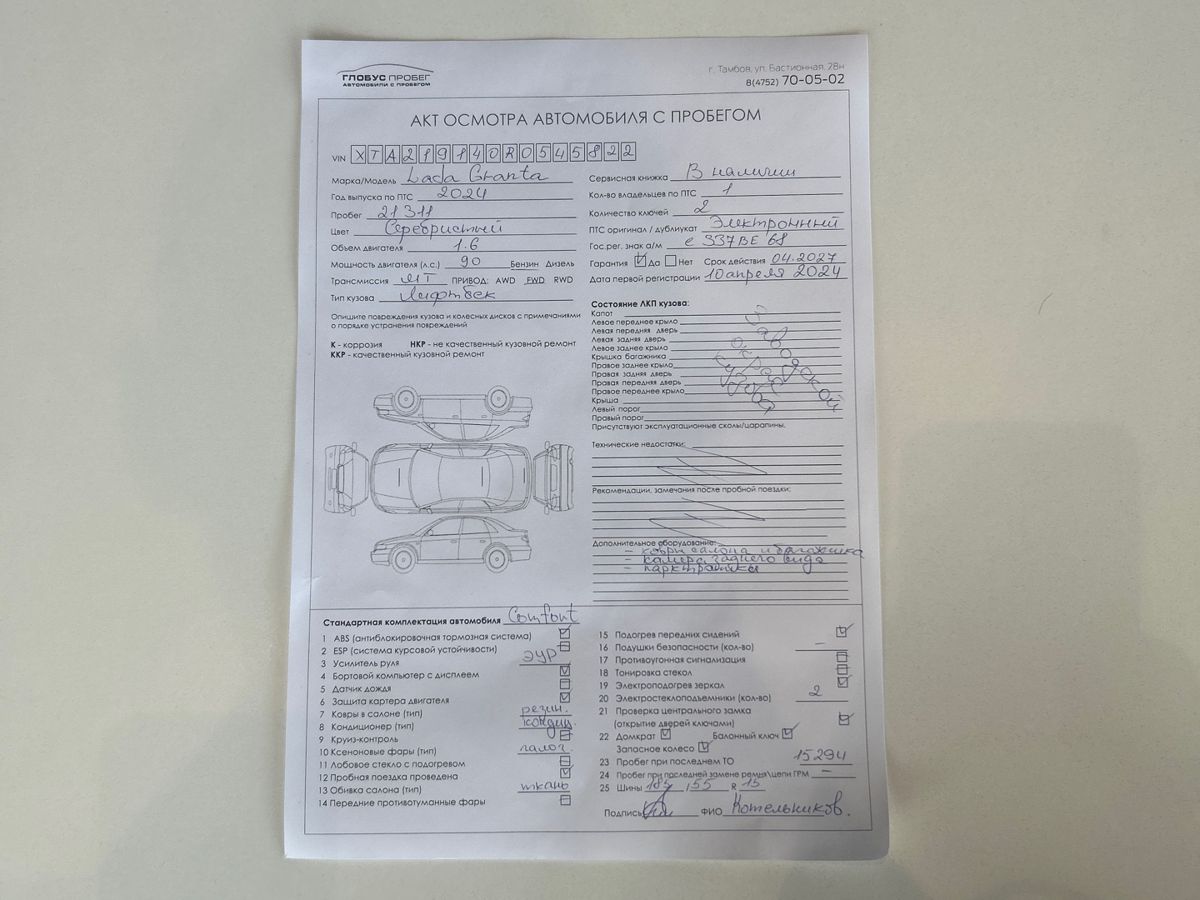 ГЛОБУС ПРОБЕГ
АВТОМОБИЛИ С ПРОБЕГОМ
г. Тамбов, ул. Бастионная, 28н
8(4752) 70-05-02
АКТ ОСМОТРА АВТОМОБИЛЯ С ПРОБЕГОМ
VIN XTA219140R0545822
Марка/Модель Lada Granta
Год выпуска по ПТС 2024
Пробег 21311
Цвет Серебристый
Объем двигателя 1.6
Мощность двигателя (л.с.) 90 Бензин Дизель
Трансмиссия МТ ПРИВОД: AWD FWD RWD
Тип кузова Лифтбек
Сервисная книжка В наличии
Кол-во владельцев по ПТС 1
Количество ключей 2
ПТС оригинал / дубликат Электронный
Гос.рег. знак а/м е 337ВЕ 68
Гарантия Да Нет Срок действия 04.2027
Дата первой регистрации 10 апреля 2024
Опишите повреждения кузова и колесных дисков с примечаниями
о порядке устранения повреждений
К - коррозия НКР - не качественный кузовной ремонт
ККР - качественный кузовной ремонт
Состояние ЛКП кузова:
Капот
Левое переднее крыло
Левая передняя дверь
Левая задняя дверь
Левое заднее крыло
Крышка багажника
Правое заднее крыло
Правая задняя дверь
Правая передняя дверь
Правое переднее крыло
Крыша
Левый порог
Правый порог
Заводской
окрас
кузова
Присутствуют эксплуатационные сколы/царапины.
Технические недостатки:
Рекомендации, замечания после пробной поездки:
Дополнительное оборудование:
- ковры салона и багажника
- камера заднего вида
- парктроники
Стандартная комплектация автомобиля Comfort
1 ABS (антиблокировочная тормозная система)
2 ESP (система курсовой устойчивости)
3 Усилитель руля ЭУР
4 Бортовой компьютер с дисплеем
5 Датчик дождя
6 Защита картера двигателя
7 Ковры в салоне (тип) резин.
8 Кондиционер (тип) кондиц.
9 Круиз-контроль
10 Ксеноновые фары (тип) галог.
11 Лобовое стекло с подогревом
12 Пробная поездка проведена
13 Обивка салона (тип) ткань
14 Передние противотуманные фары
15 Подогрев передних сидений
16 Подушки безопасности (кол-во) –
17 Противоугонная сигнализация
18 Тонировка стекол
19 Электроподогрев зеркал
20 Электростеклоподъемники (кол-во) 2
21 Проверка центрального замка
(открытие дверей ключами)
22 Домкрат Балонный ключ
Запасное колесо
23 Пробег при последнем ТО 15294
24 Пробег при последней замене ремня\цепи ГРМ –
25 Шины 185 / 55 R 15
Подпись ФИО Котельников.